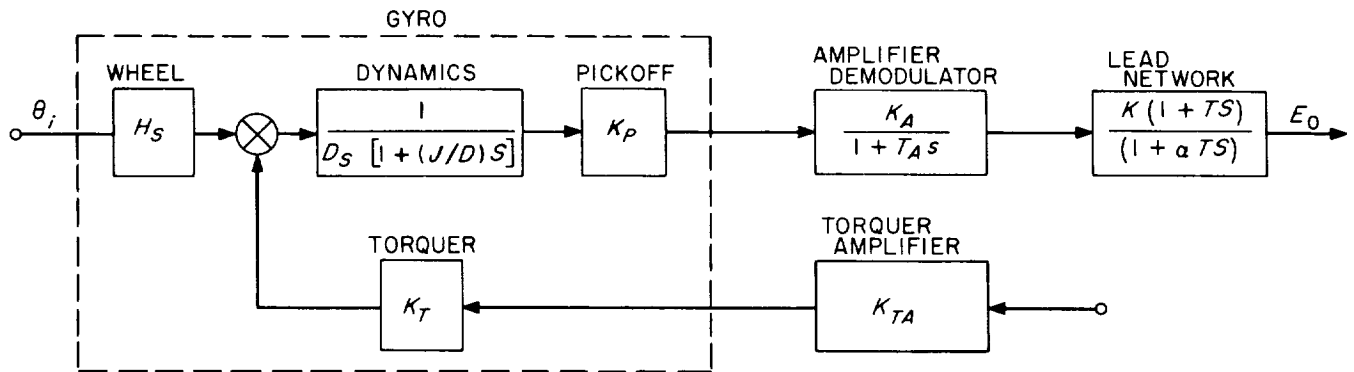 GYRO
WHEEL
DYNAMICS
PICKOFF
AMPLIFIER
DEMODULATOR
LEAD
NETWORK
θi
HS
1
DS [1 + (J/D)S]
KP
KA
1 + TA s
K (1 + TS)
(1 + α TS)
E0
TORQUER
TORQUER
AMPLIFIER
KT
KTA